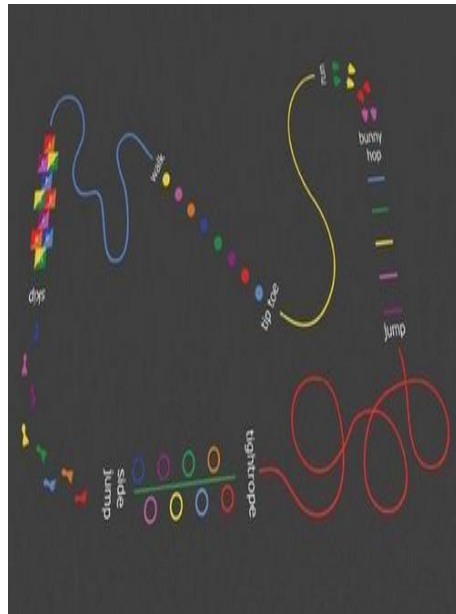 run
bunny
hop
walk
skip
tip toe
jump
tightrope
side
jump